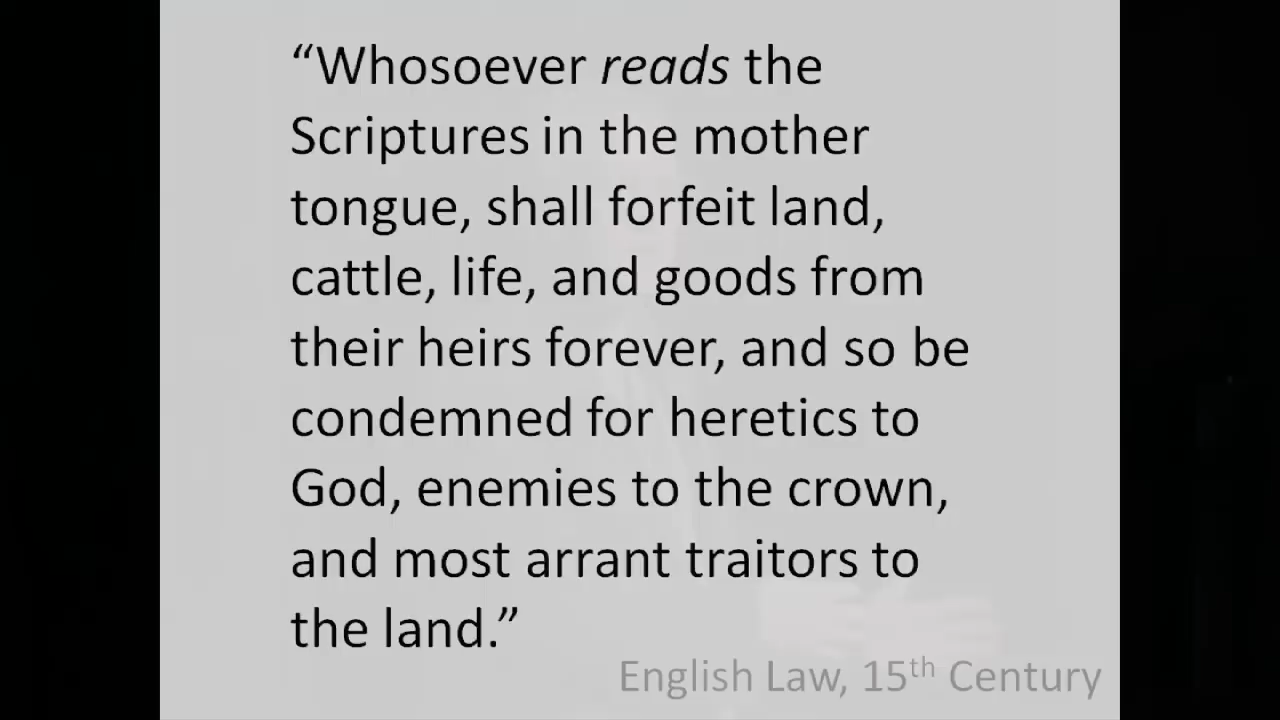 “Whosoever reads the
Scriptures in the mother
tongue, shall forfeit land,
cattle, life, and goods from
their heirs forever, and so be
condemned for heretics to
God, enemies to the crown,
and most arrant traitors to
the land.”
English Law, 15th Century